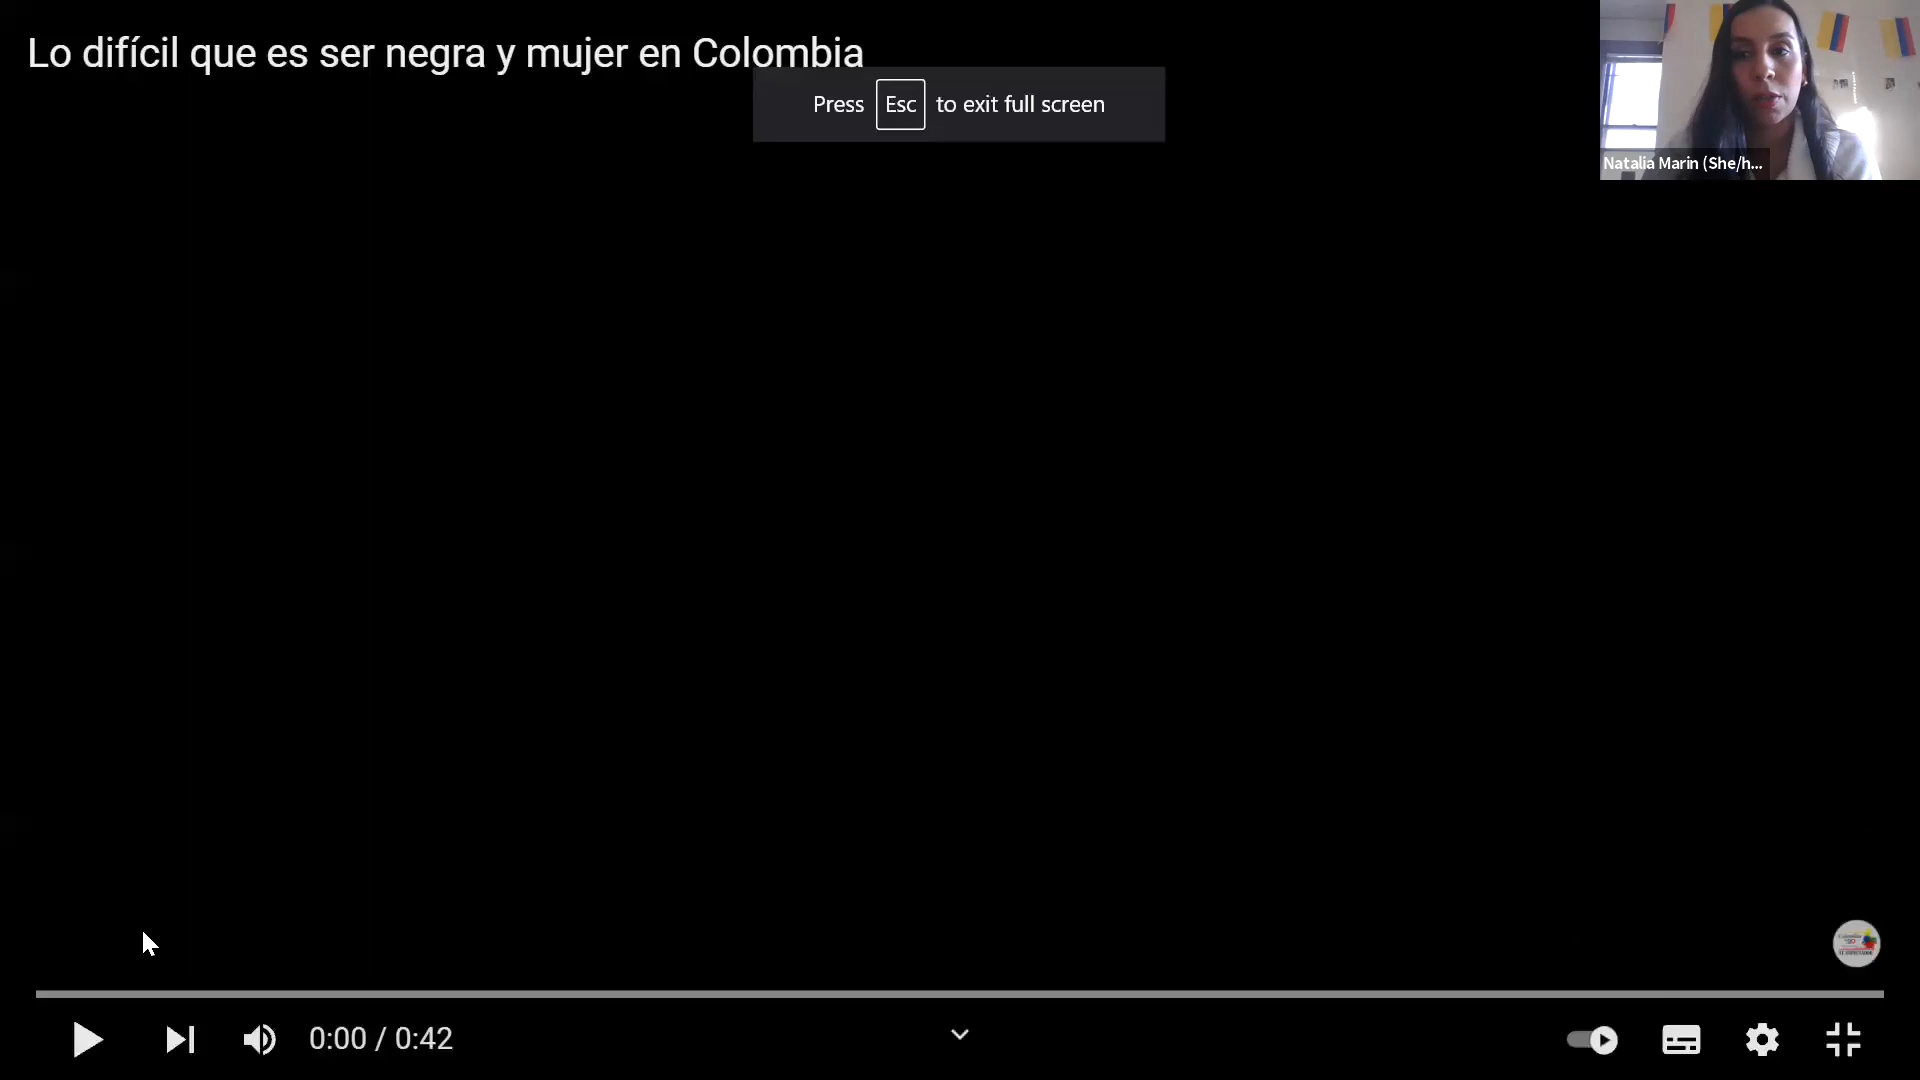 Lo difícil que es ser negra y mujer en Colombia
Press Esc to exit full screen
Natalia Marin (She/h...
0:00 / 0:42